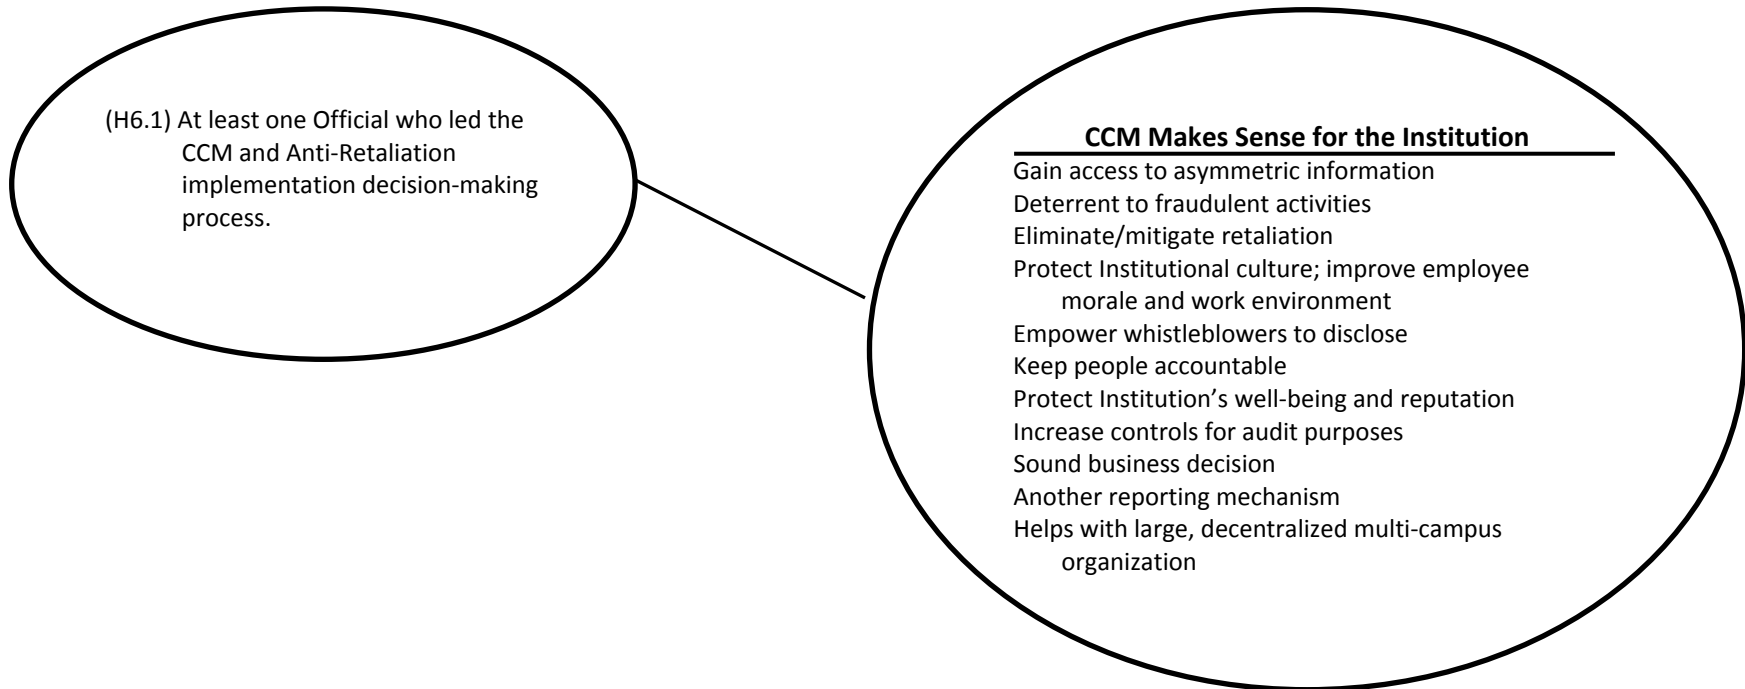 (H6.1) At least one Official who led the
CCM and Anti-Retaliation
implementation decision-making
process.
CCM Makes Sense for the Institution
Gain access to asymmetric information
Deterrent to fraudulent activities
Eliminate/mitigate retaliation
Protect Institutional culture; improve employee
morale and work environment
Empower whistleblowers to disclose
Keep people accountable
Protect Institution’s well-being and reputation
Increase controls for audit purposes
Sound business decision
Another reporting mechanism
Helps with large, decentralized multi-campus
organization